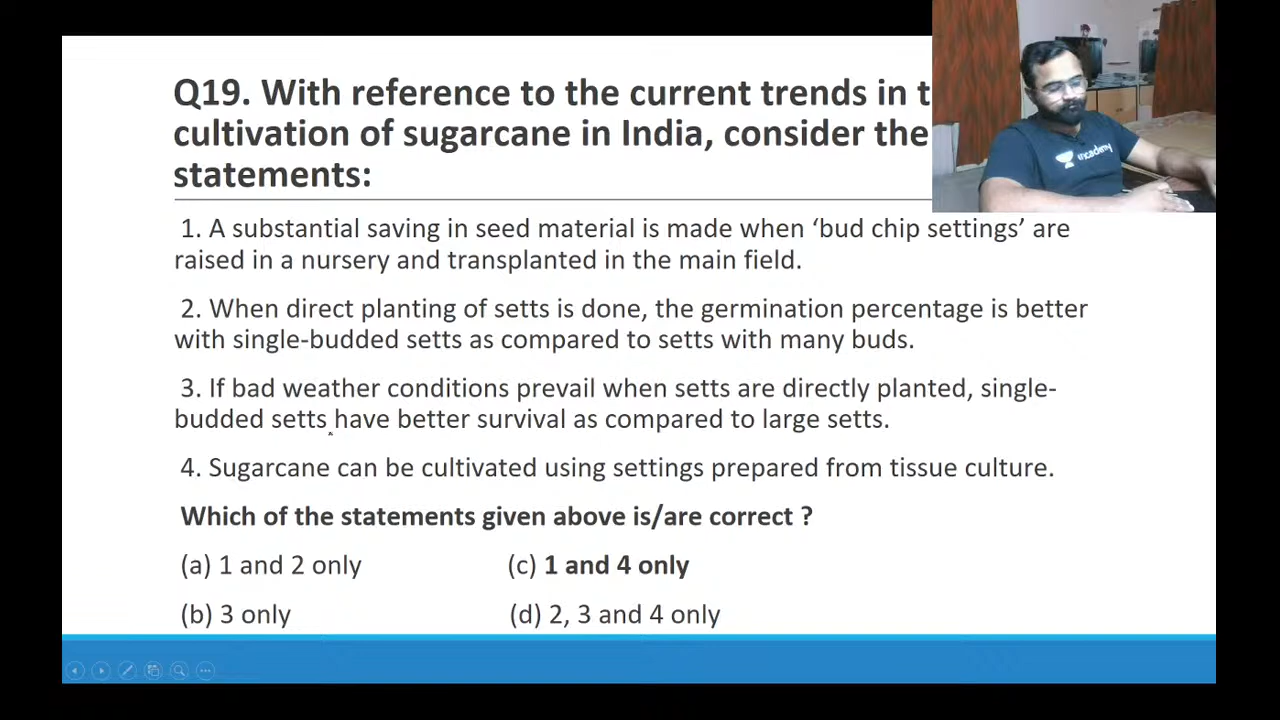 Q19. With reference to the current trends in t
cultivation of sugarcane in India, consider the
statements:
1. A substantial saving in seed material is made when ‘bud chip settings’ are
raised in a nursery and transplanted in the main field.
2. When direct planting of setts is done, the germination percentage is better
with single-budded setts as compared to setts with many buds.
3. If bad weather conditions prevail when setts are directly planted, single-
budded setts have better survival as compared to large setts.
4. Sugarcane can be cultivated using settings prepared from tissue culture.
Which of the statements given above is/are correct ?
(a) 1 and 2 only (c) 1 and 4 only
(b) 3 only (d) 2, 3 and 4 only